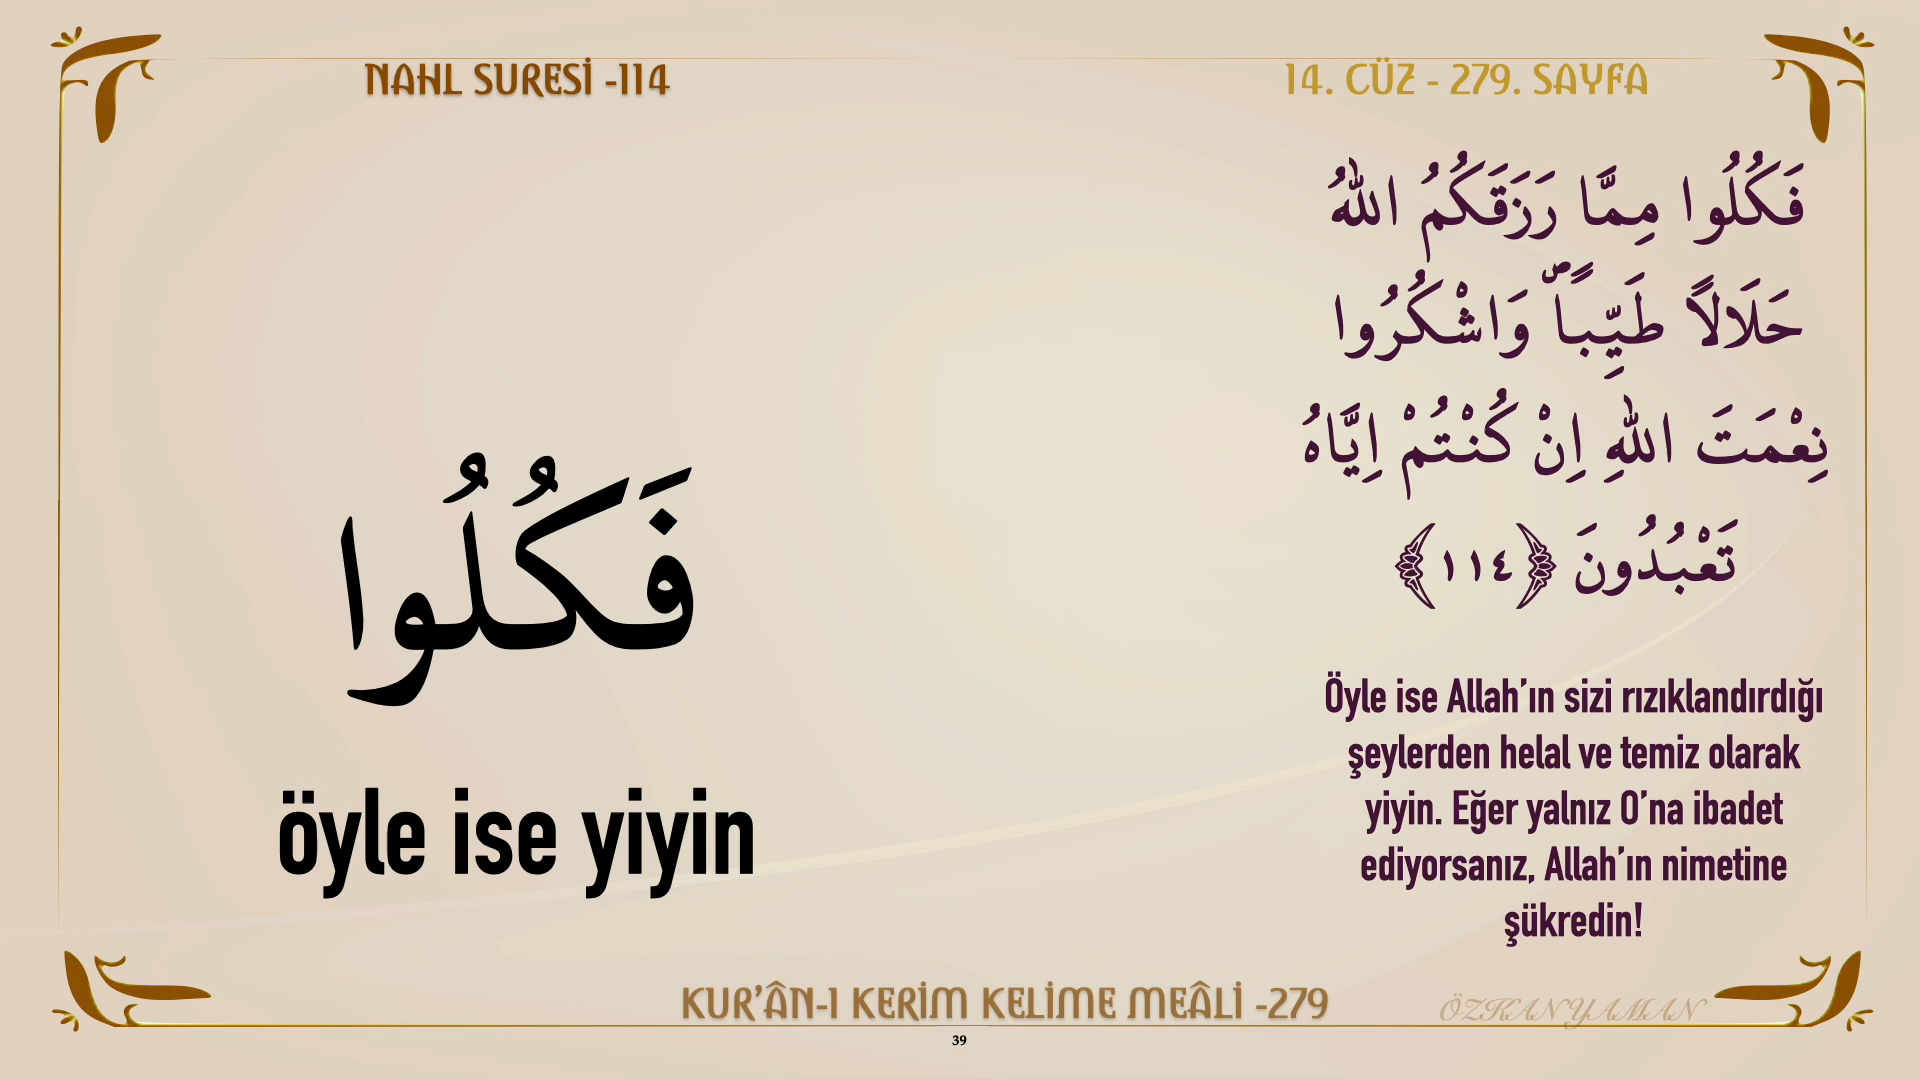 NAHL SURESİ -114
14. CÜZ - 279. SAYFA
فَكُلُوا مِمَّا رَزَقَكُمُ اللّٰهُ
حَلَالًا طَيِّباًۖ وَاشْكُرُوا
نِعْمَتَ اللّٰهِ اِنْ كُنْتُمْ اِيَّاهُ
تَعْبُدُونَ ﴿١١٤﴾
فَكُلُوا
öyle ise yiyin
Öyle ise Allah’ın sizi rızıklandırdığı
şeylerden helal ve temiz olarak
yiyin. Eğer yalnız O’na ibadet
ediyorsanız, Allah’ın nimetine
şükredin!
KUR’ÂN-I KERİM KELİME MEÂLİ -279
ÖZKAN YAMAN
39